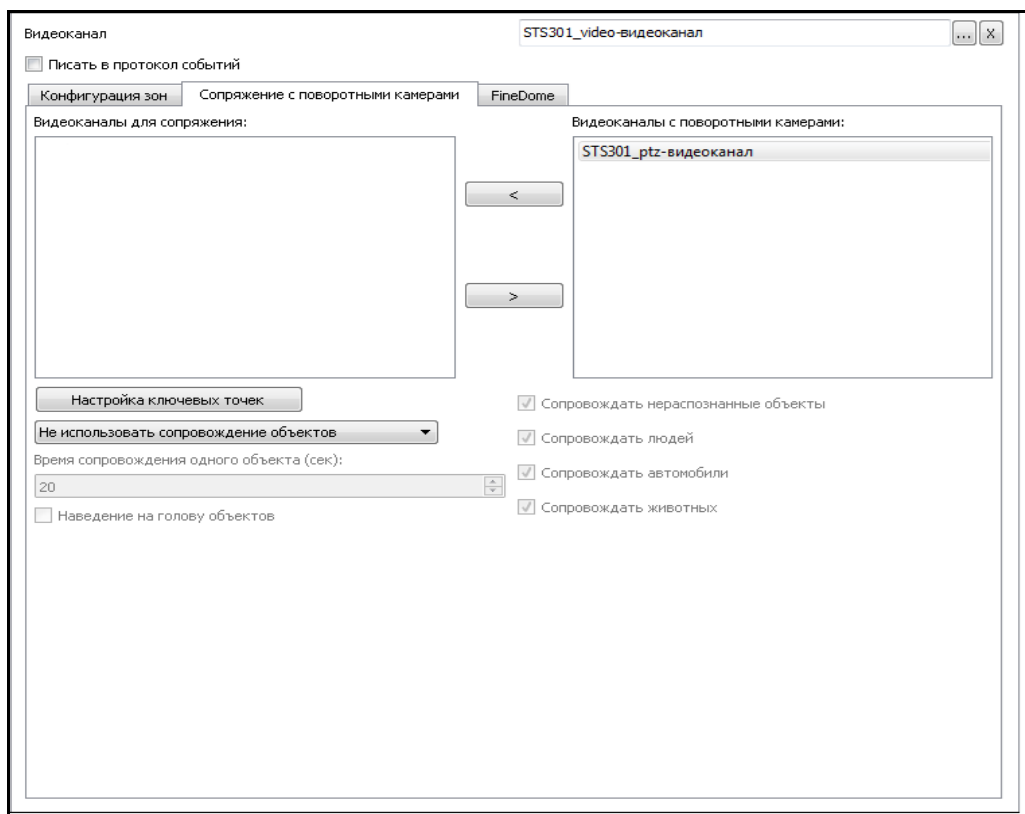 Видеоканал
STS301_video-видеоканал
...
X
Писать в протокол событий
Конфигурация зон
Сопряжение с поворотными камерами
FineDome
Видеоканалы для сопряжения:
Видеоканалы с поворотными камерами:
STS301_ptz-видеоканал
<
>
Настройка ключевых точек
Сопровождать нераспознанные объекты
Не использовать сопровождение объектов
Сопровождать людей
Время сопровождения одного объекта (сек):
Сопровождать автомобили
20
Сопровождать животных
Наведение на голову объектов